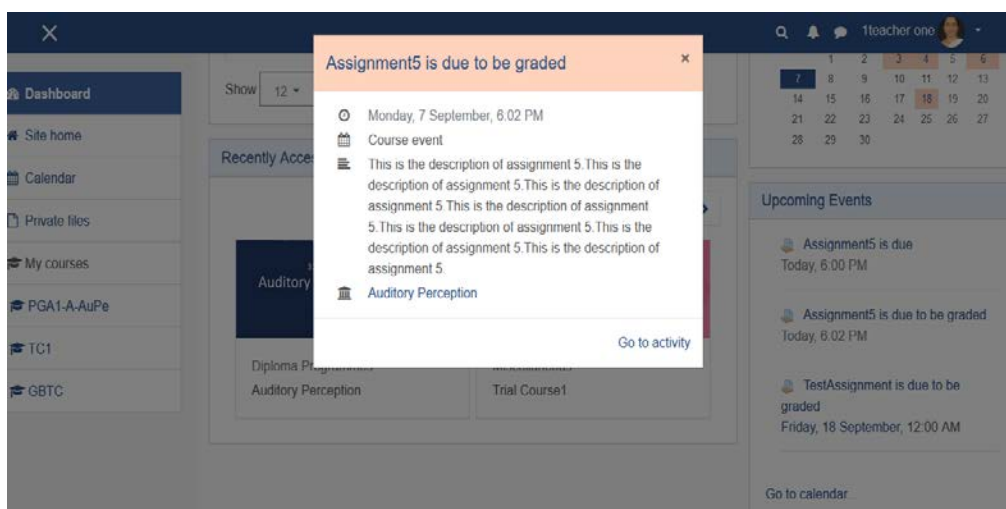 1teacher one
Assignment5 is due to be graded
×
Monday, 7 September, 6:02 PM
Course event
This is the description of assignment 5.This is the
description of assignment 5.This is the description of
assignment 5.This is the description of assignment
5.This is the description of assignment 5.This is the
description of assignment 5.This is the description of
assignment 5.
Auditory Perception
Go to activity
Dashboard
Site home
Calendar
Private files
My courses
PGA1-A-AuPe
TC1
GBTC
Show 12
Recently Acce
Auditory
Diploma Programmes
Auditory Perception
Miscellaneous
Trial Course1
1 2 3 4 5 6
7 8 9 10 11 12 13
14 15 16 17 18 19 20
21 22 23 24 25 26 27
28 29 30
Upcoming Events
Assignment5 is due
Today, 6:00 PM
Assignment5 is due to be graded
Today, 6:02 PM
TestAssignment is due to be
graded
Friday, 18 September, 12:00 AM
Go to calendar...